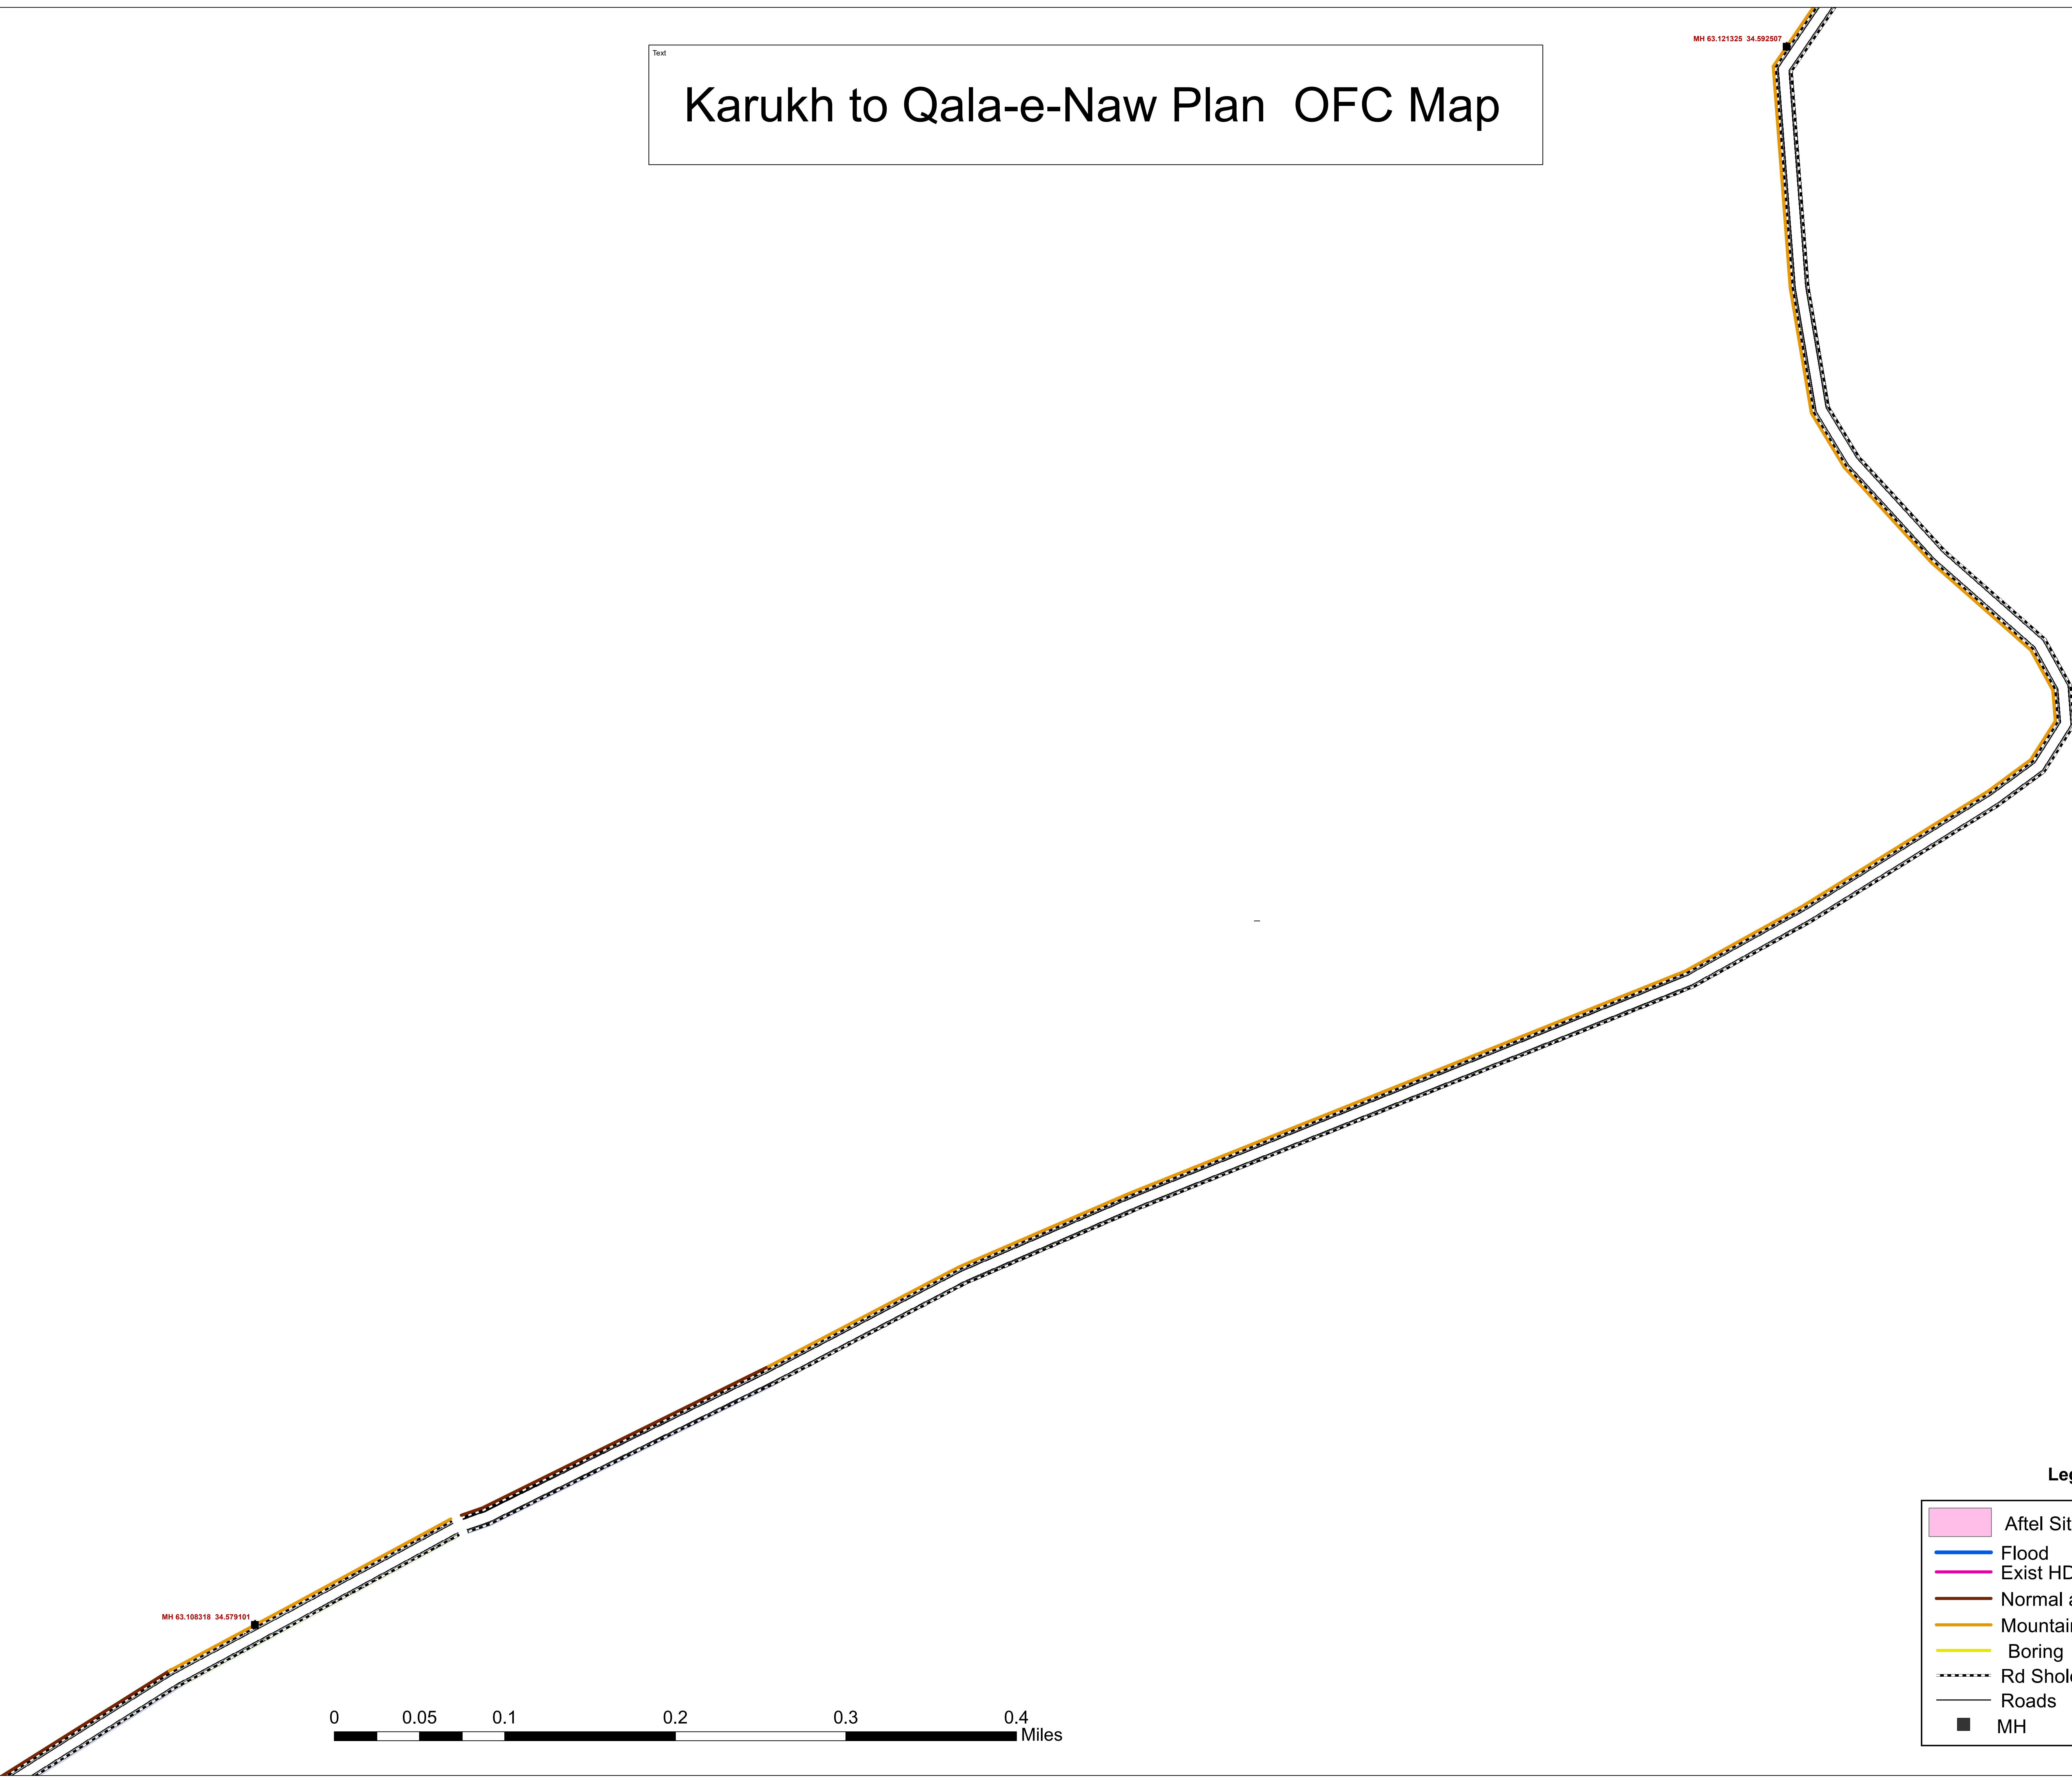 MH 63.121325 34.592507
Text
Karukh to Qala-e-Naw Plan OFC Map
MH 63.108318 34.579101
0 0.05 0.1 0.2 0.3 0.4
Miles
Leg
Aftel Sit
Flood
Exist HD
Normal a
Mountain
Boring
Rd Shol
Roads
MH